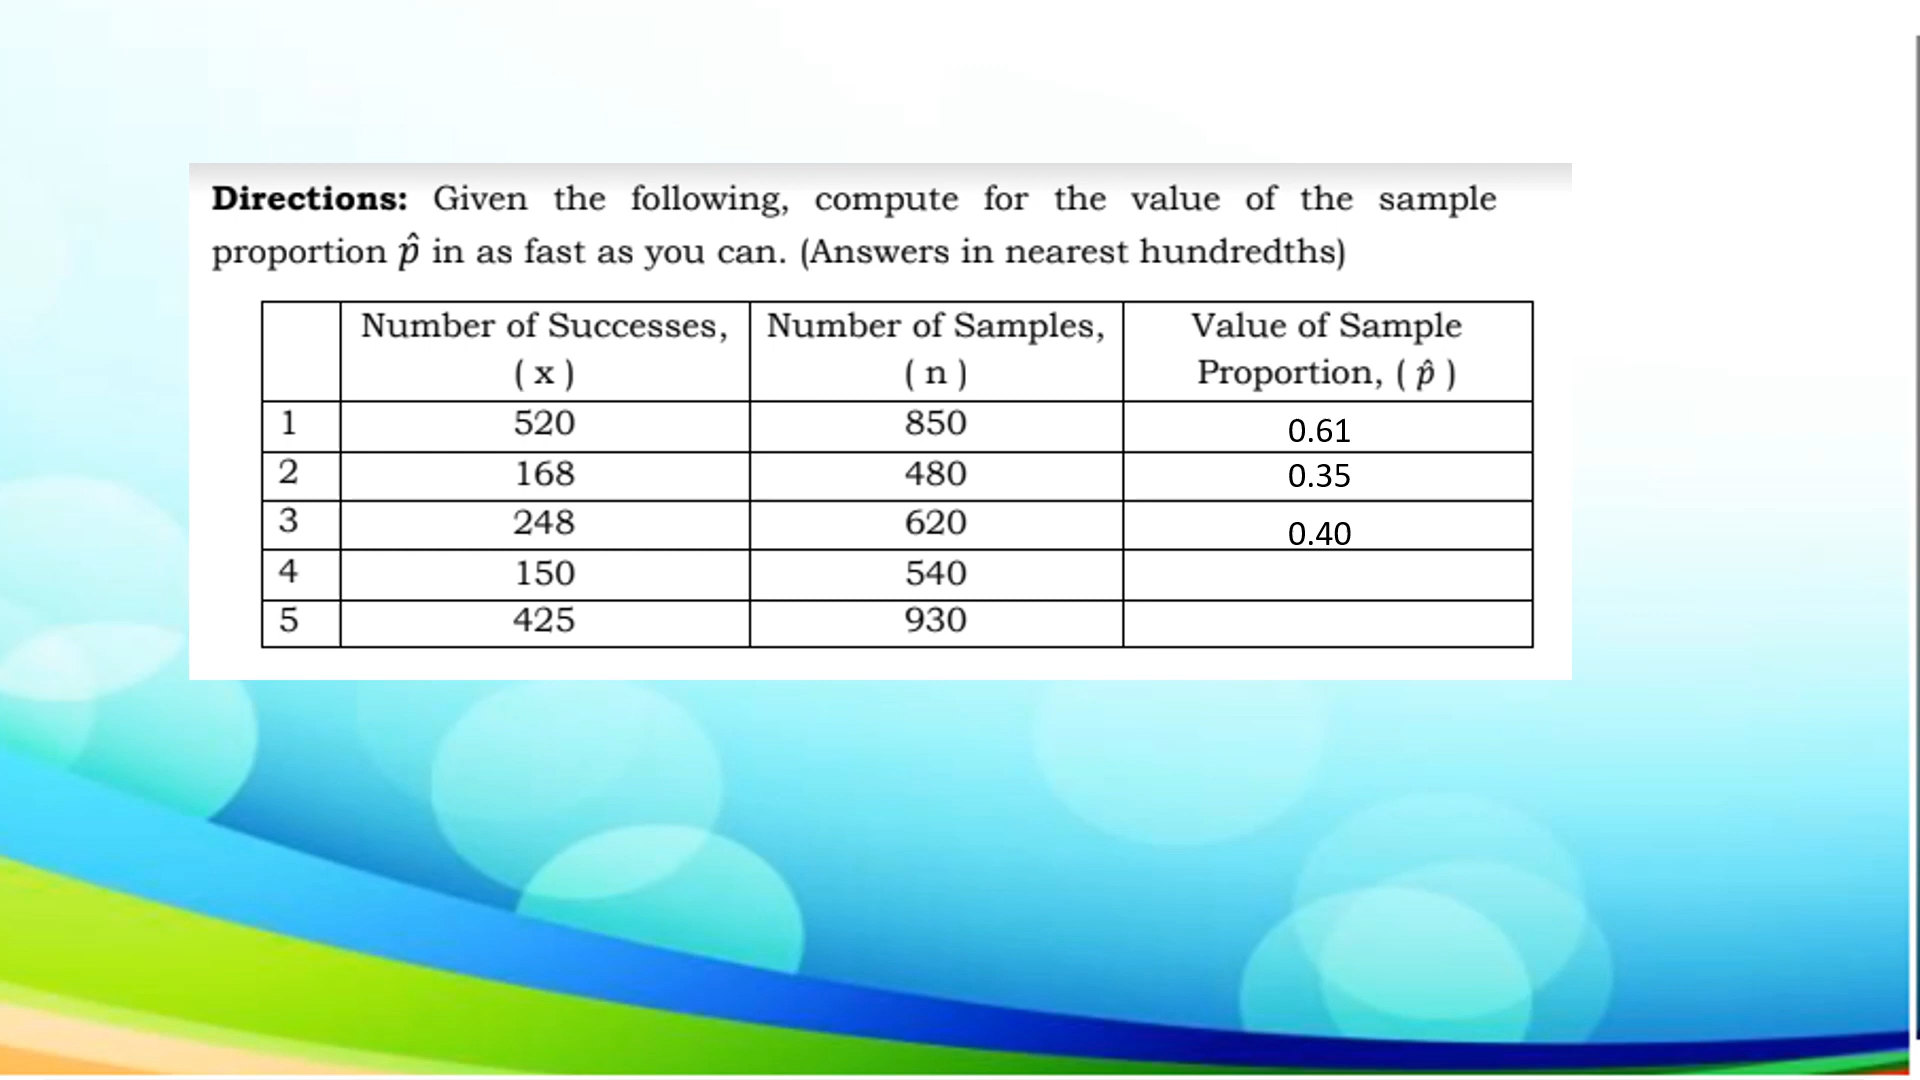 Directions: Given the following, compute for the value of the sample
proportion p̂ in as fast as you can. (Answers in nearest hundredths)
Number of Successes, ( x ) Number of Samples, ( n ) Value of Sample Proportion, ( p̂ )
1 520 850 0.61
2 168 480 0.35
3 248 620 0.40
4 150 540
5 425 930